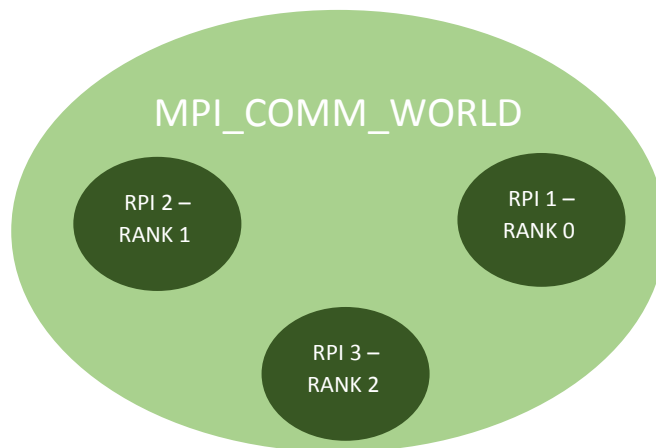 MPI_COMM_WORLD
RPI 2 –
RANK 1
RPI 1 –
RANK 0
RPI 3 –
RANK 2